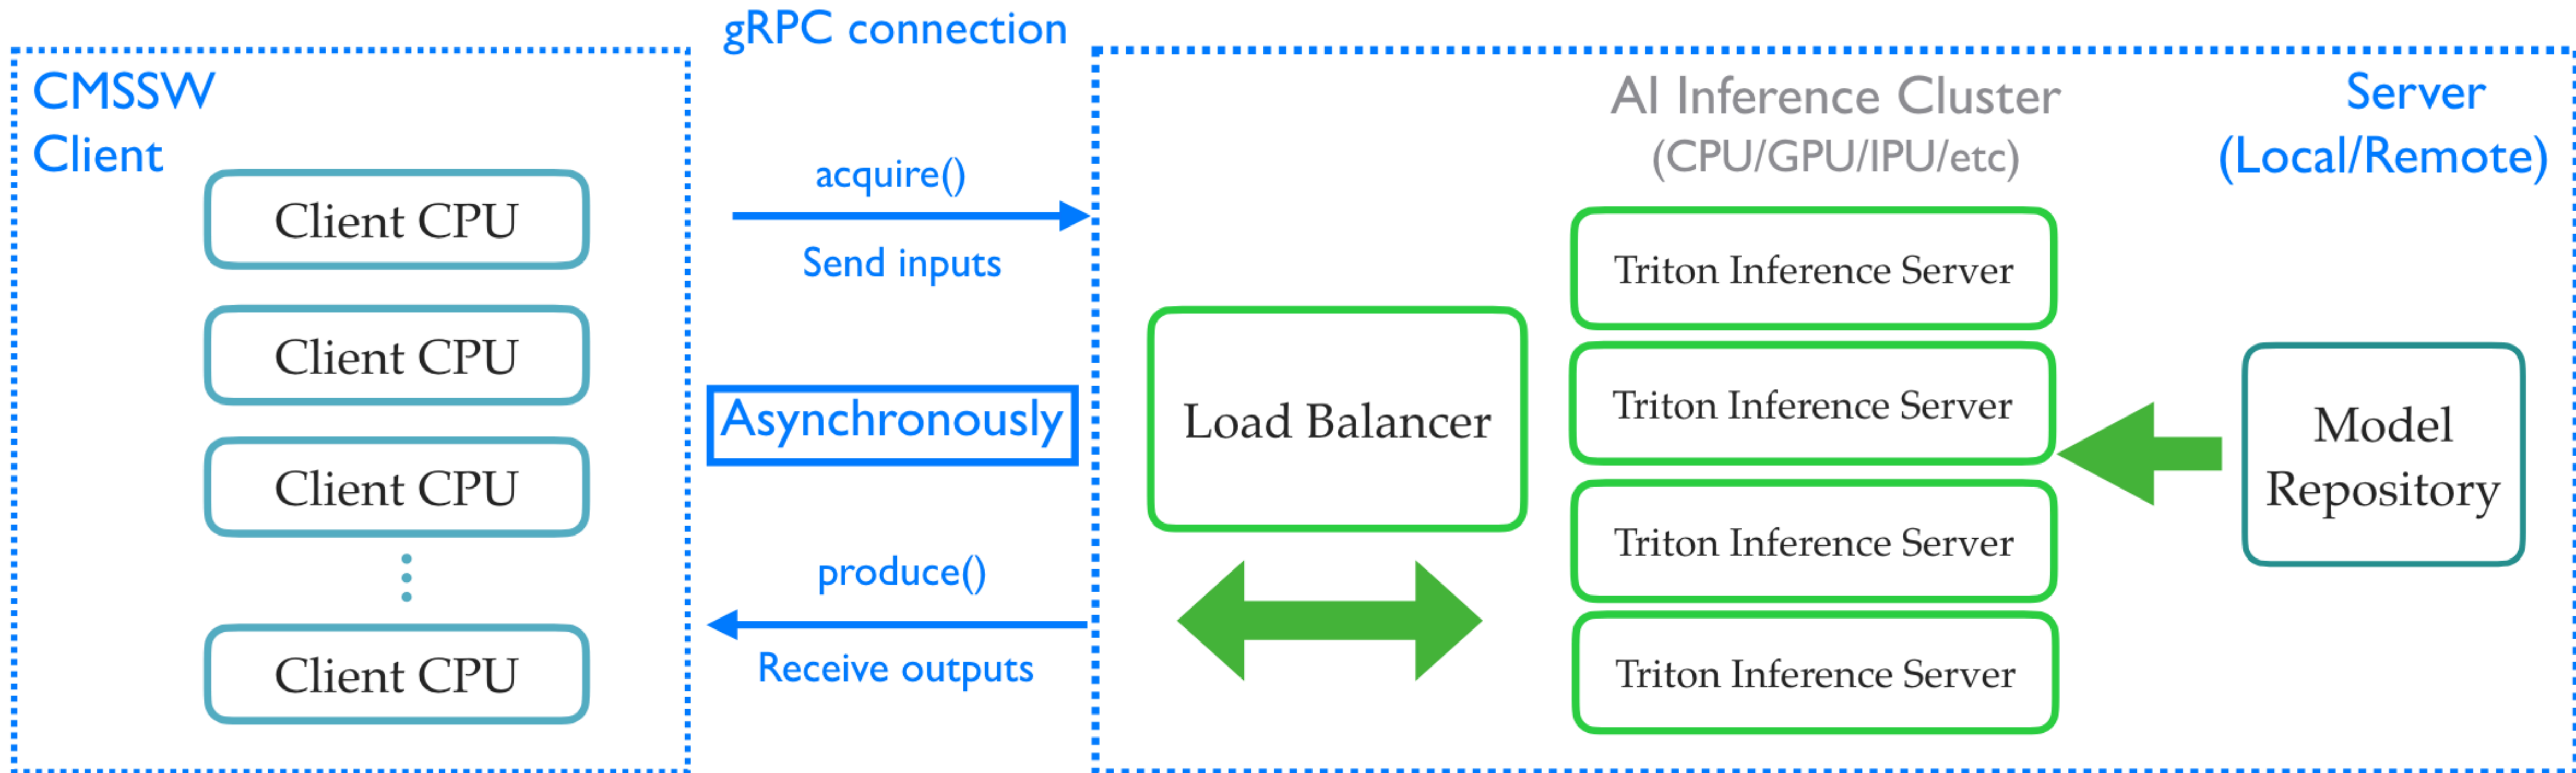 gRPC connection
CMSSW
Client
Client CPU
Client CPU
Client CPU
Client CPU
acquire()
Send inputs
Asynchronously
produce()
Receive outputs
AI Inference Cluster
(CPU/GPU/IPU/etc)
Server
(Local/Remote)
Load Balancer
Triton Inference Server
Triton Inference Server
Triton Inference Server
Triton Inference Server
Model
Repository